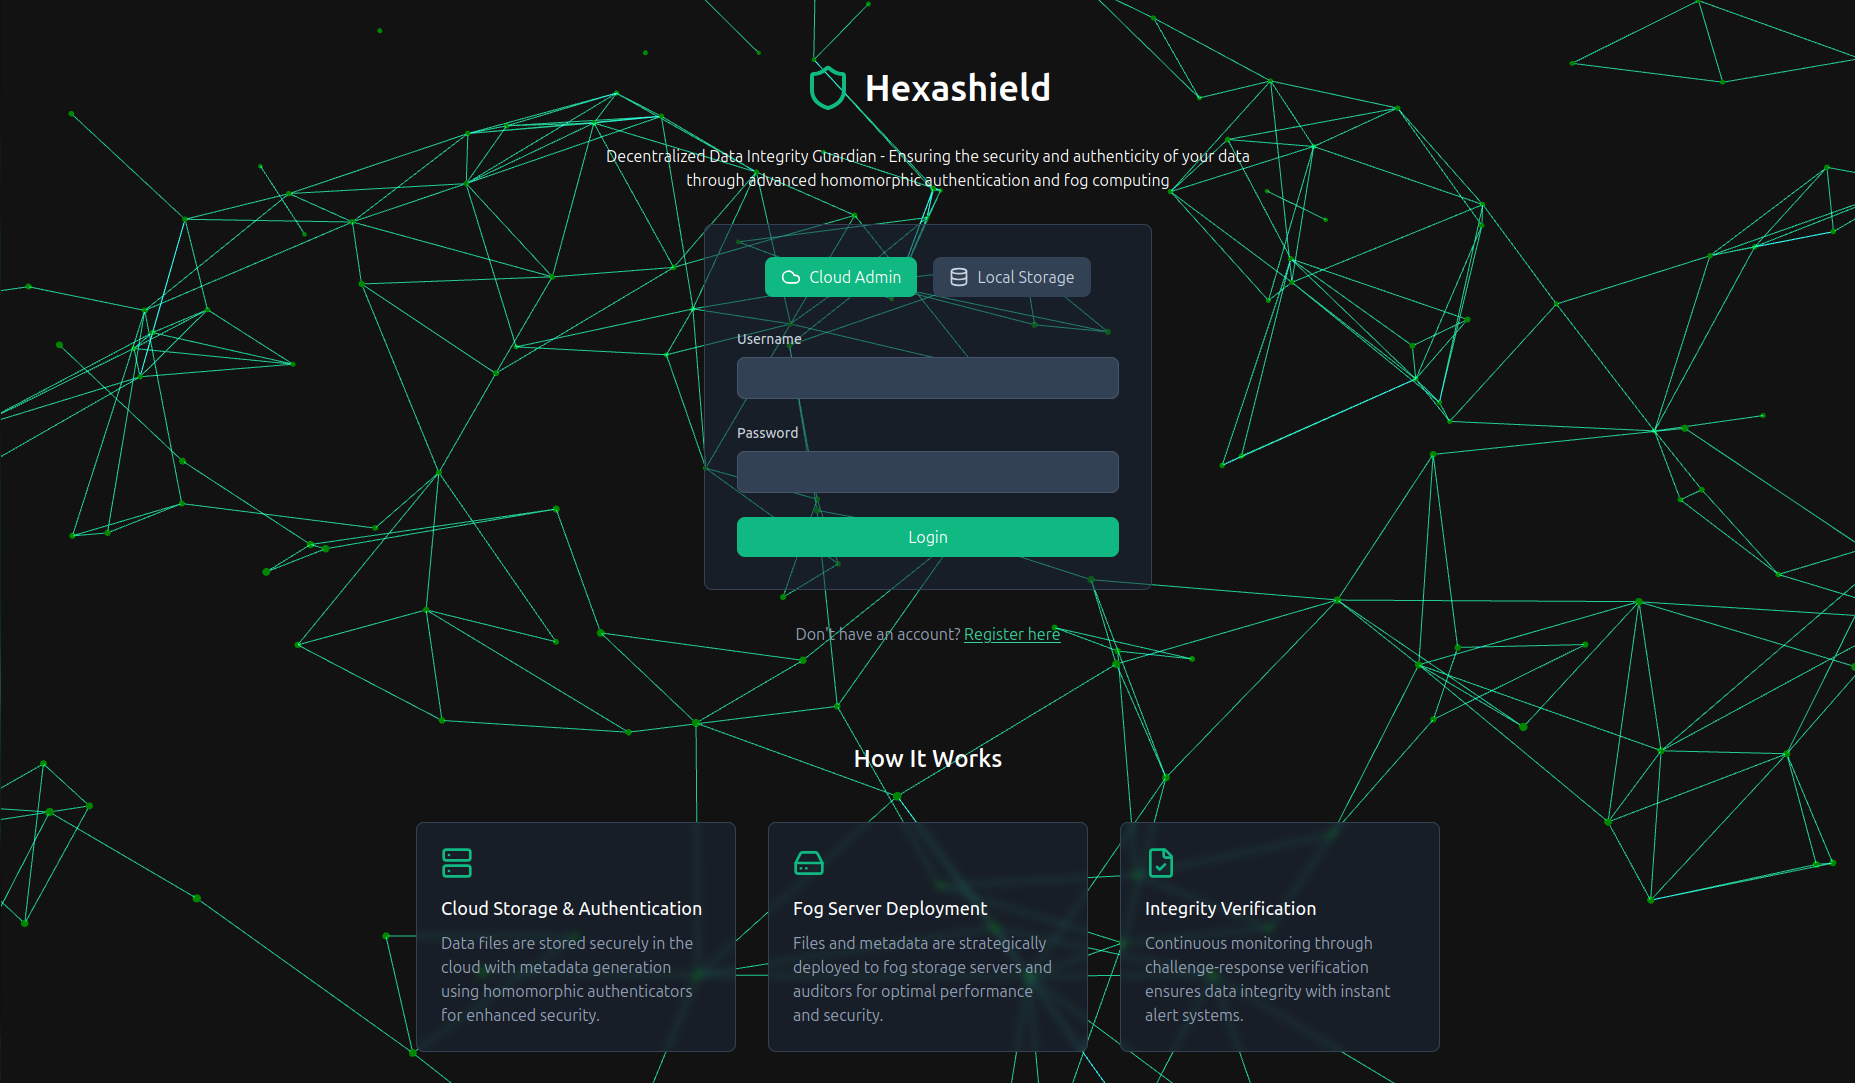 Hexashield
Decentralized Data Integrity Guardian - Ensuring the security and authenticity of your data
through advanced homomorphic authentication and fog computing
Cloud Admin
Local Storage
Username
Password
Login
Don't have an account? Register here
How It Works
Cloud Storage & Authentication
Data files are stored securely in the
cloud with metadata generation
using homomorphic authenticators
for enhanced security.
Fog Server Deployment
Files and metadata are strategically
deployed to fog storage servers and
auditors for optimal performance
and security.
Integrity Verification
Continuous monitoring through
challenge-response verification
ensures data integrity with instant
alert systems.